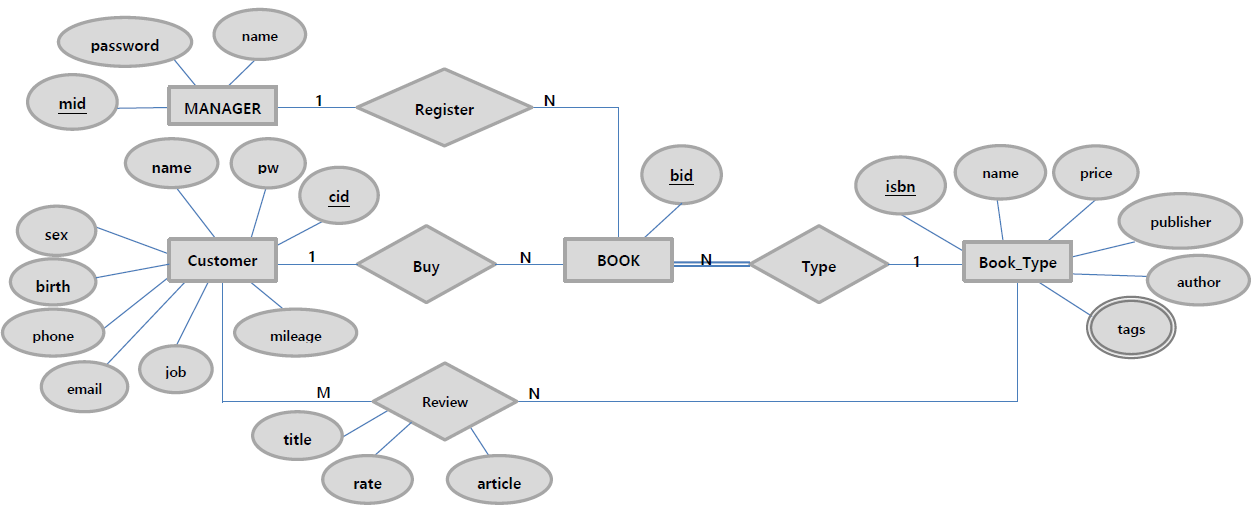 password
name
mid
MANAGER
1
Register
N
name
pw
cid
bid
isbn
name
price
publisher
sex
Customer
1
Buy
N
BOOK
N
Type
1
Book_Type
birth
author
phone
mileage
tags
email
job
M
Review
N
title
rate
article